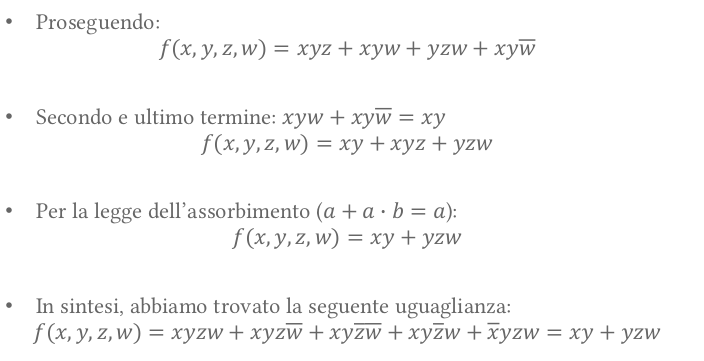 • Proseguendo:
f(x, y, z, w) = xyz + xyw + yzw + xyw̅
• Secondo e ultimo termine: xyw + xyw̅ = xy
f(x, y, z, w) = xy + xyz + yzw
• Per la legge dell'assorbimento (a + a · b = a):
f(x, y, z, w) = xy + yzw
• In sintesi, abbiamo trovato la seguente uguaglianza:
f(x, y, z, w) = xyzw + xyzw̅ + xyz̅w̅ + xyz̅w + x̅yzw = xy + yzw